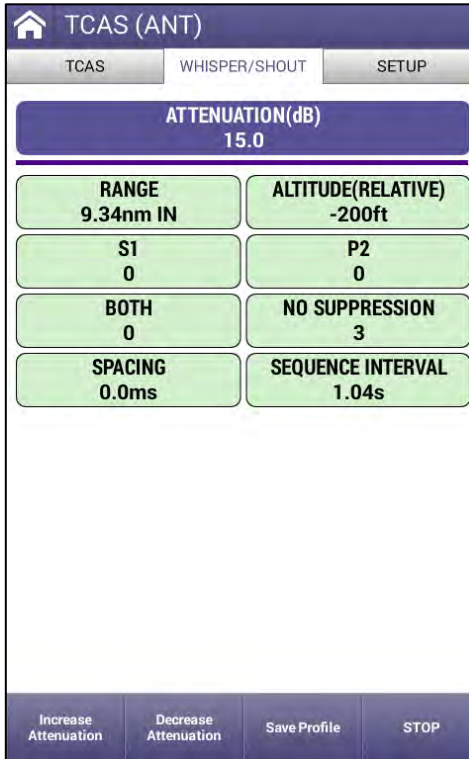 TCAS (ANT)
TCAS WHISPER/SHOUT SETUP
ATTENUATION(dB)
15.0
RANGE ALTITUDE(RELATIVE)
9.34nm IN -200ft
S1 P2
0 0
BOTH NO SUPPRESSION
0 3
SPACING SEQUENCE INTERVAL
0.0ms 1.04s
Increase Attenuation Decrease Attenuation Save Profile STOP